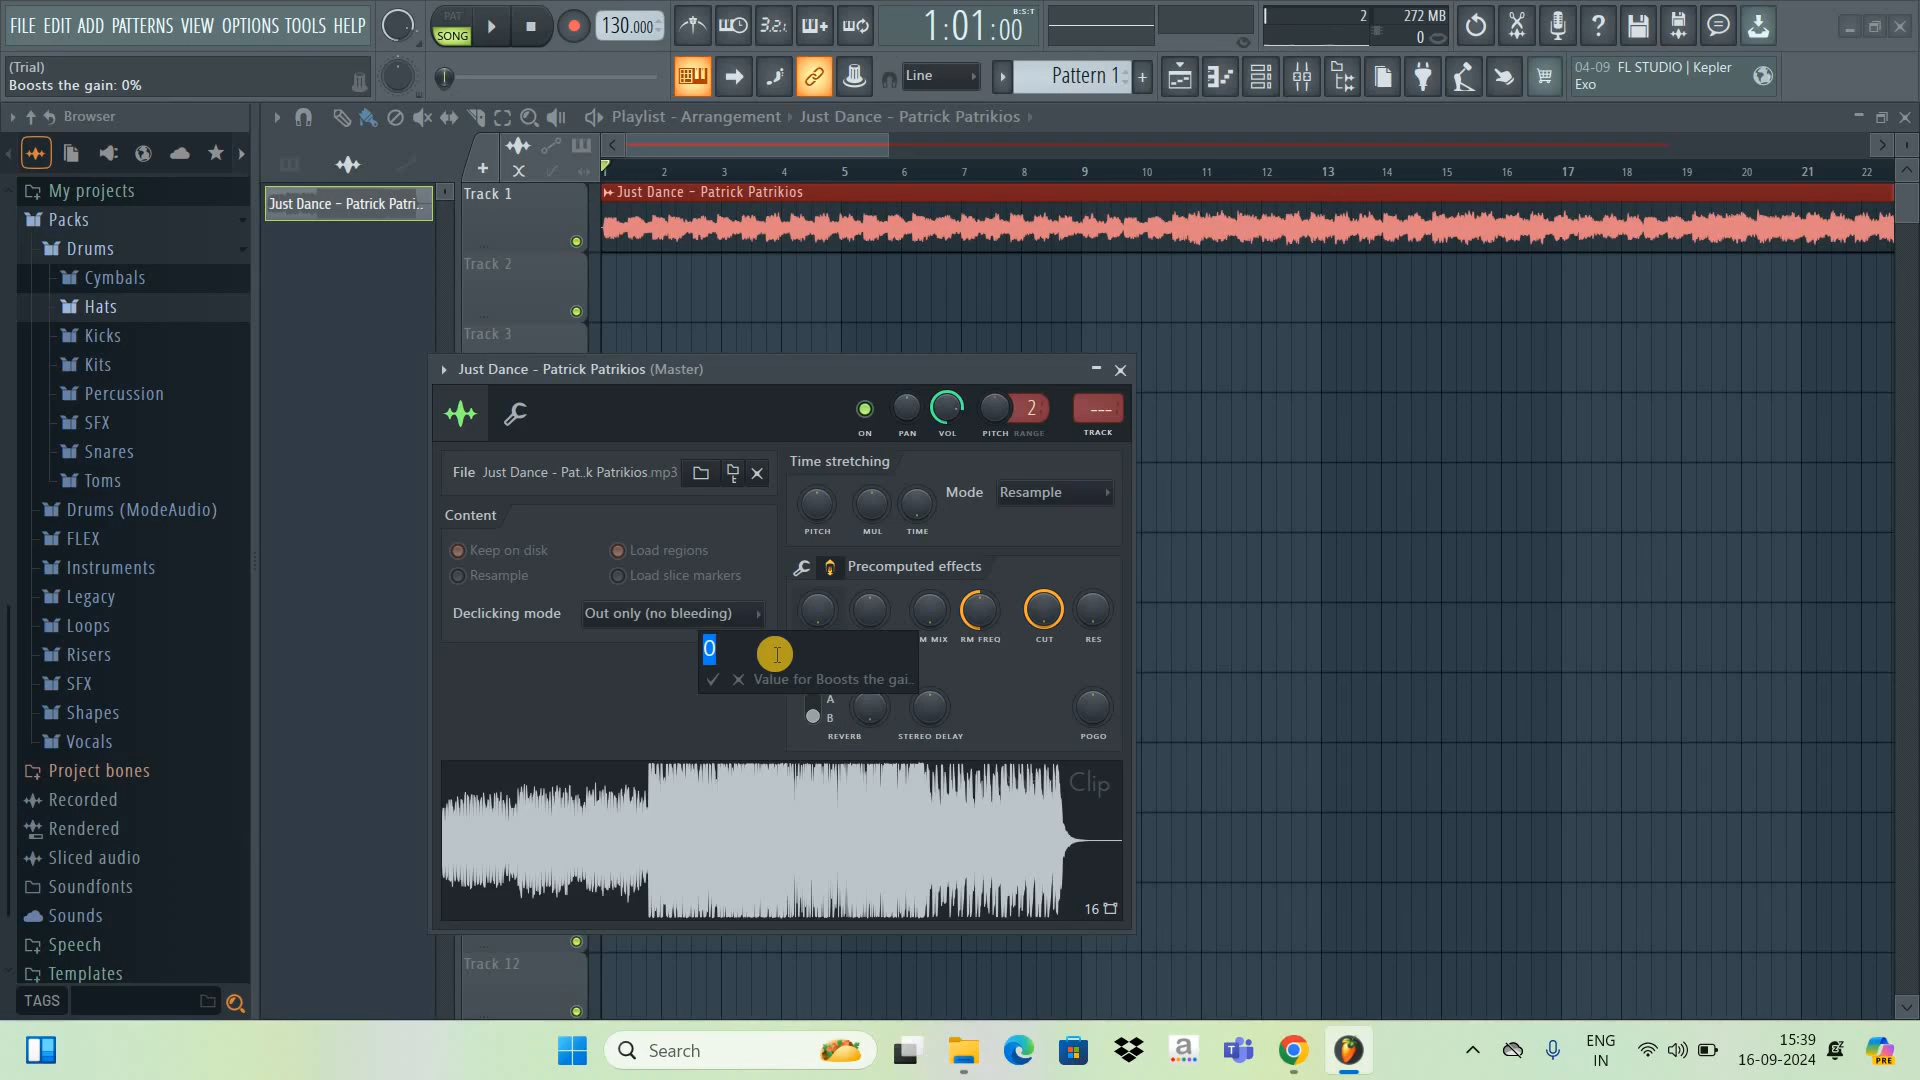 FILE EDIT ADD PATTERNS VIEW OPTIONS TOOLS HELP
PAT
SONG
130.000
3.2.
1:01:00
B:S:T
2
272 MB
0
(Trial)
Boosts the gain: 0%
Line
Pattern 1
04-09 FL STUDIO | Kepler
Exo
Browser
Playlist - Arrangement
Just Dance - Patrick Patrikios
2 3 4 5 6 7 8 9 10 11 12 13 14 15 16 17 18 19 20 21 22
My projects
Packs
Drums
Cymbals
Hats
Kicks
Kits
Percussion
SFX
Snares
Toms
Drums (ModeAudio)
FLEX
Instruments
Legacy
Loops
Risers
SFX
Shapes
Vocals
Project bones
Recorded
Rendered
Sliced audio
Soundfonts
Sounds
Speech
Templates
TAGS
Just Dance - Patrick Patri..
Track 1
Just Dance - Patrick Patrikios
Track 2
Track 3
Track 12
Just Dance - Patrick Patrikios (Master)
2
---
ON
PAN
VOL
PITCH RANGE
TRACK
File Just Dance - Pat..k Patrikios.mp3
Time stretching
Mode Resample
PITCH
MUL
TIME
Content
Keep on disk
Load regions
Resample
Load slice markers
Declicking mode Out only (no bleeding)
Precomputed effects
M MIX
RM FREQ
CUT
RES
0
Value for Boosts the gai..
A
B
REVERB
STEREO DELAY
POGO
Clip
16
Search
ENG
IN
15:39
16-09-2024
PRE